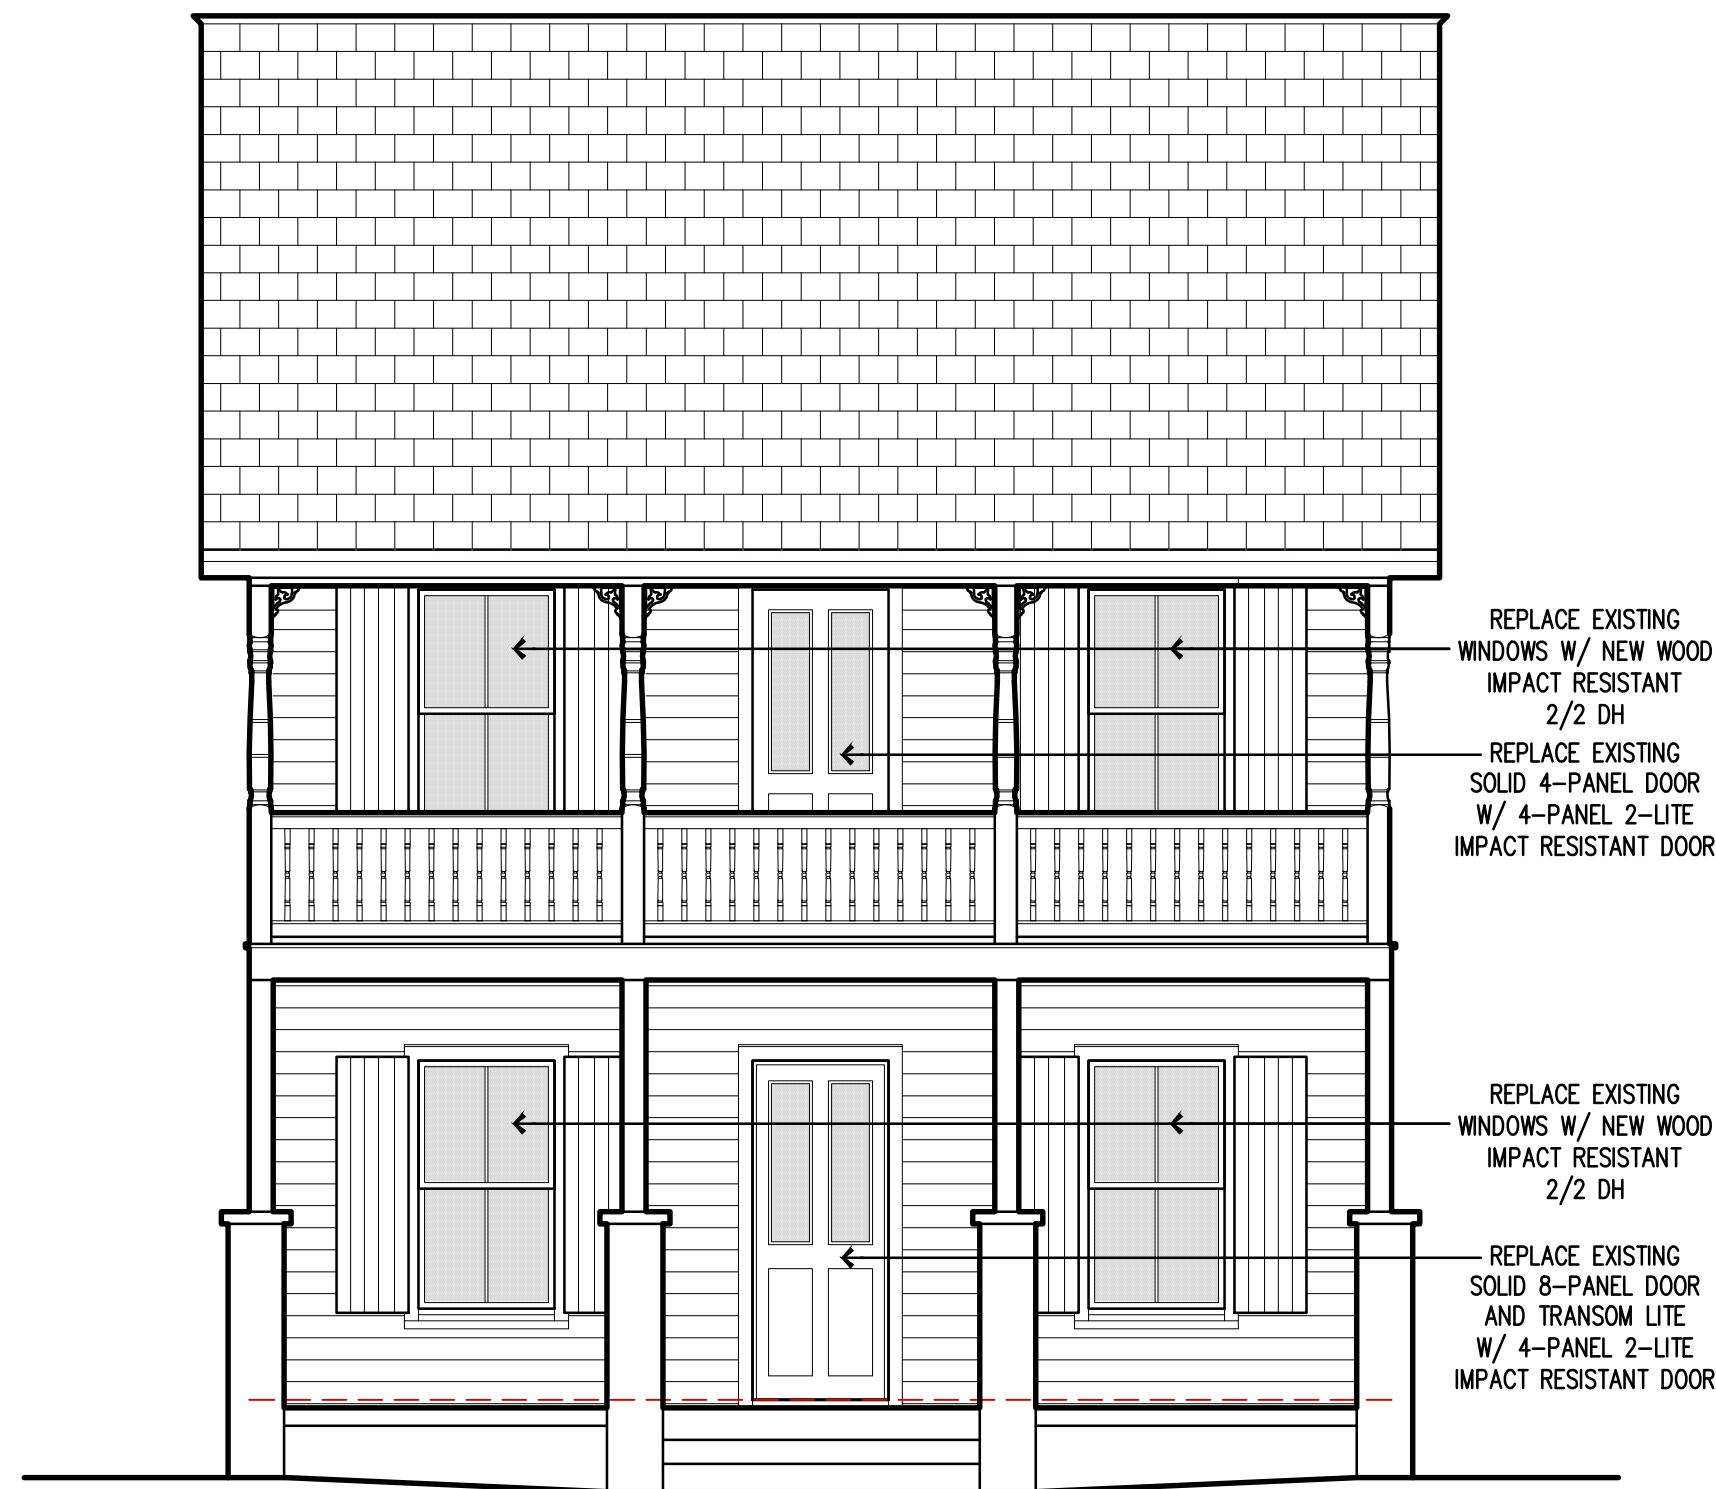 REPLACE EXISTING
WINDOWS W/ NEW WOOD
IMPACT RESISTANT
2/2 DH
REPLACE EXISTING
SOLID 4-PANEL DOOR
W/ 4-PANEL 2-LITE
IMPACT RESISTANT DOOR
REPLACE EXISTING
WINDOWS W/ NEW WOOD
IMPACT RESISTANT
2/2 DH
REPLACE EXISTING
SOLID 8-PANEL DOOR
AND TRANSOM LITE
W/ 4-PANEL 2-LITE
IMPACT RESISTANT DOOR